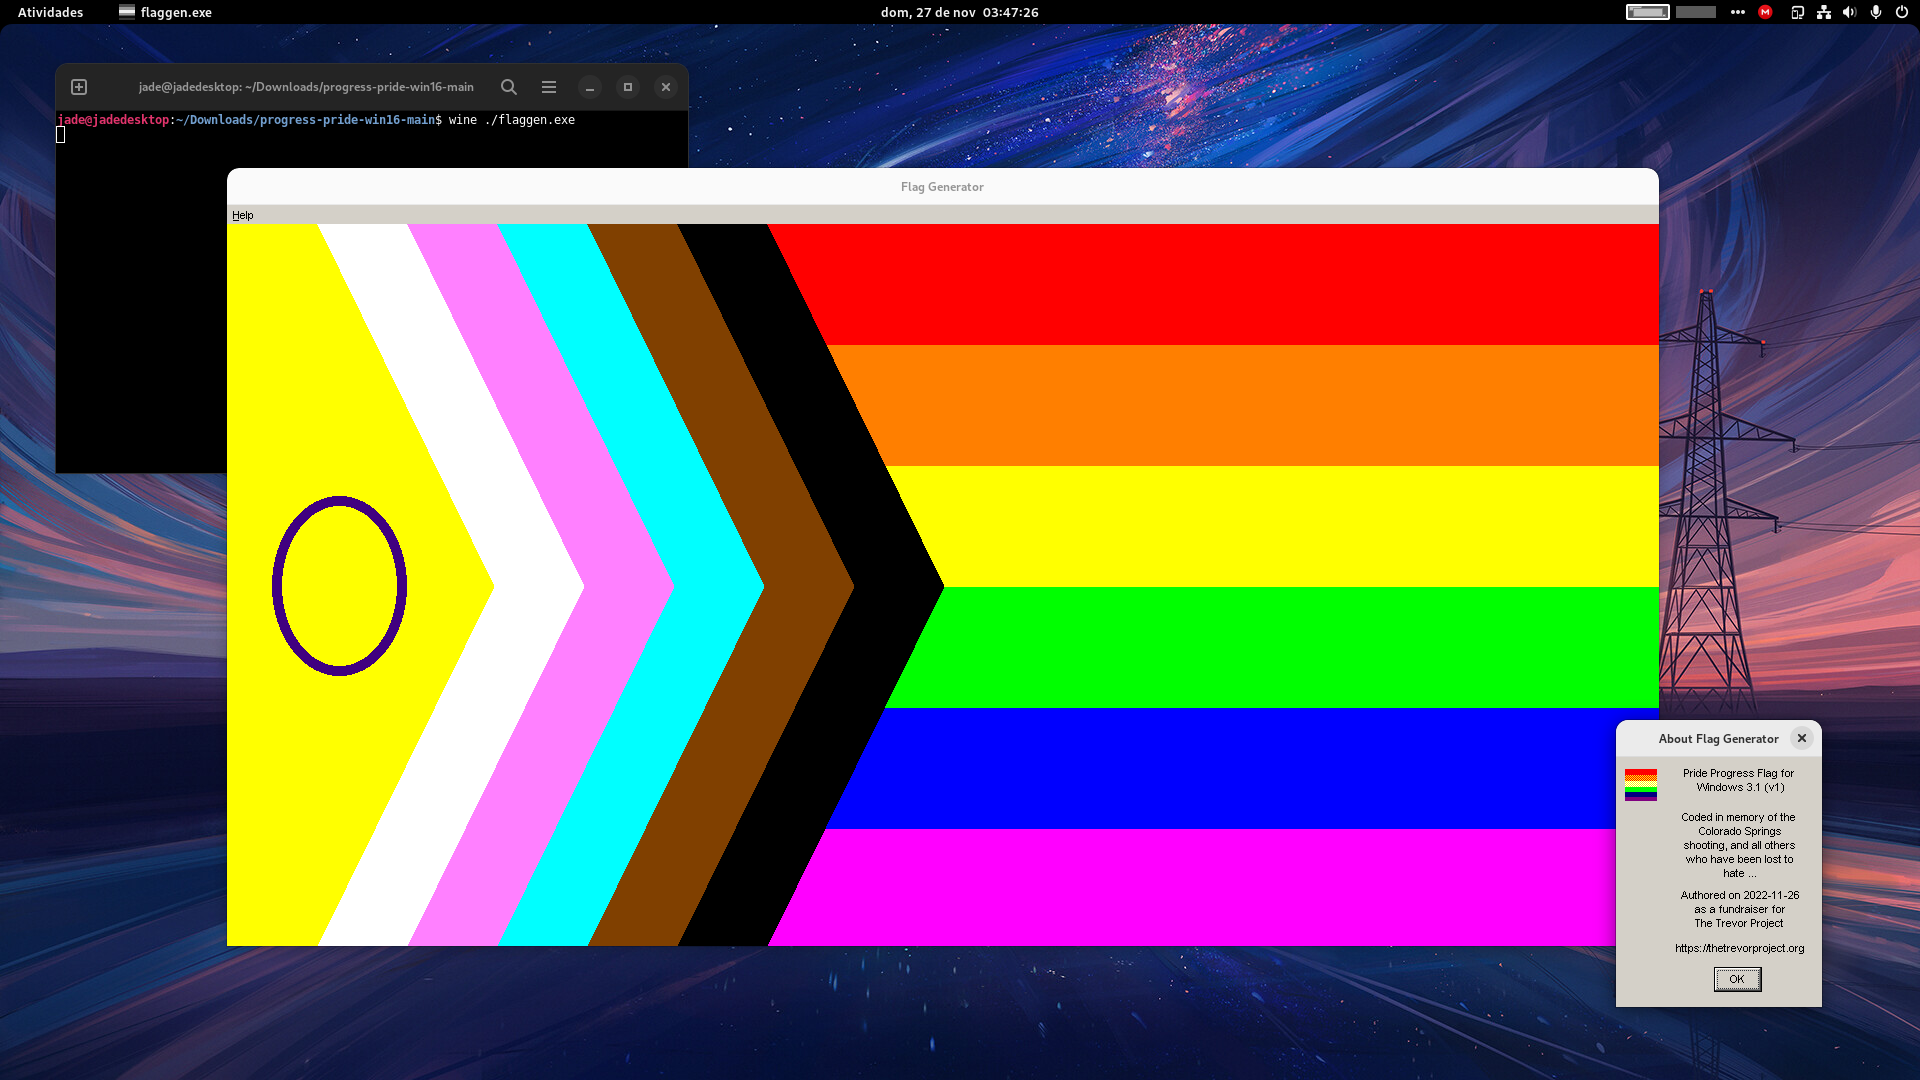 Atividades flaggen.exe dom, 27 de nov 03:47:26
jade@jadedesktop: ~/Downloads/progress-pride-win16-main
jade@jadedesktop:~/Downloads/progress-pride-win16-main$ wine ./flaggen.exe
Flag Generator
Help
About Flag Generator
Pride Progress Flag for
Windows 3.1 (v1)
Coded in memory of the
Colorado Springs
shooting, and all others
who have been lost to
hate ...
Authored on 2022-11-26
as a fundraiser for
The Trevor Project
https://thetrevorproject.org
OK